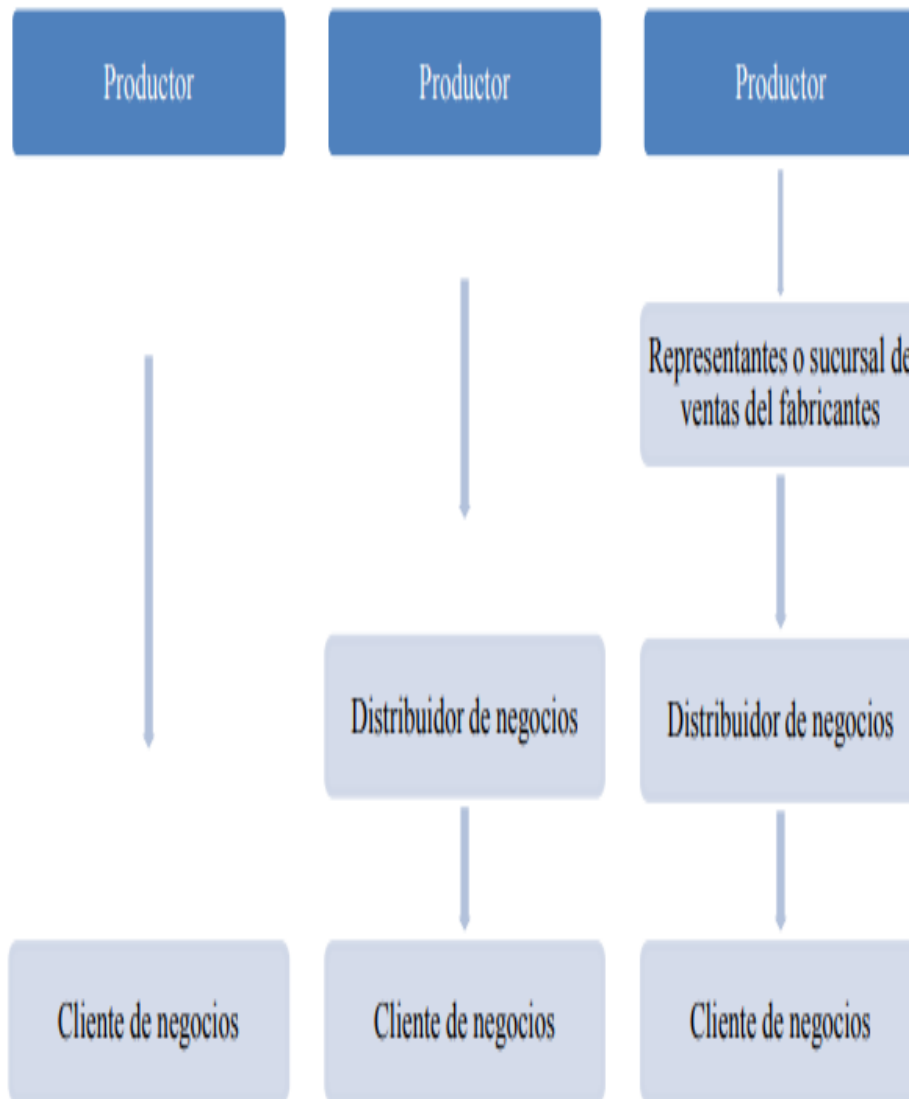 Productor
Productor
Productor
Representantes o sucursal de
ventas del fabricantes
Distribuidor de negocios
Distribuidor de negocios
Cliente de negocios
Cliente de negocios
Cliente de negocios